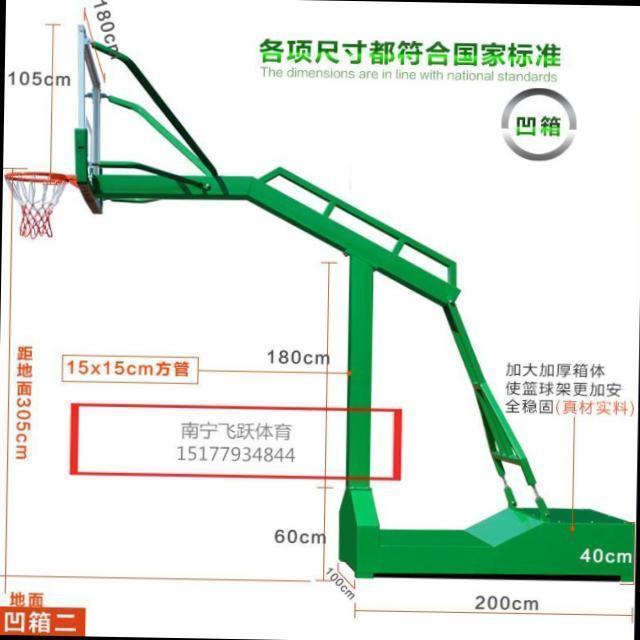 180cm
105cm
各项尺寸都符合国家标准
The dimensions are in line with national standards
凹箱
距地面305cm
15x15cm方管
180cm
加大加厚箱体
使篮球架更加安
全稳固(真材实料)
南宁飞跃体育
15177934844
60cm
40cm
100cm
200cm
地面
凹箱二